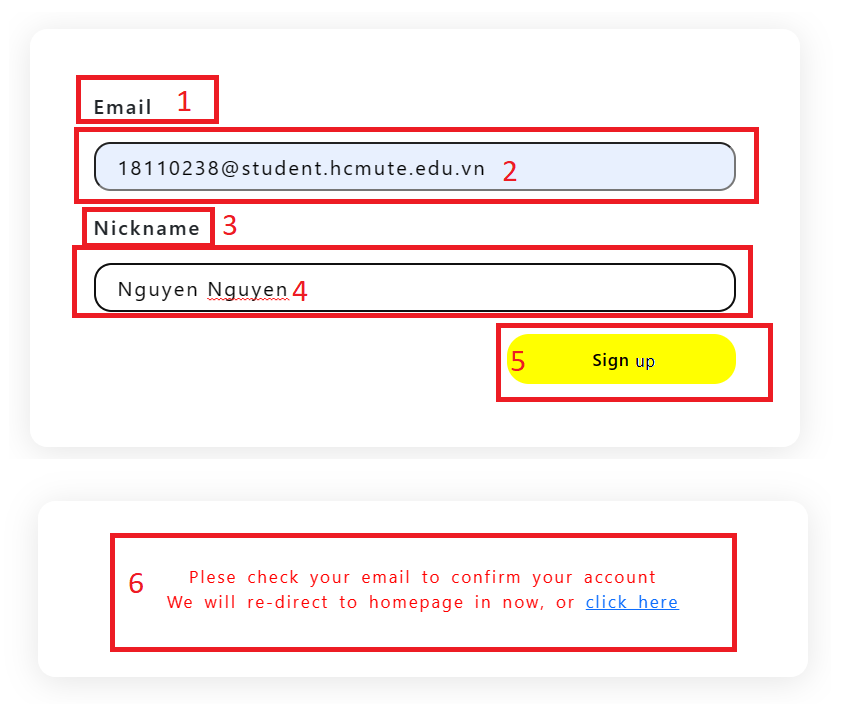 Email 1
18110238@student.hcmute.edu.vn 2
Nickname 3
Nguyen Nguyen 4
5 Sign up
6 Plese check your email to confirm your account
We will re-direct to homepage in now, or click here